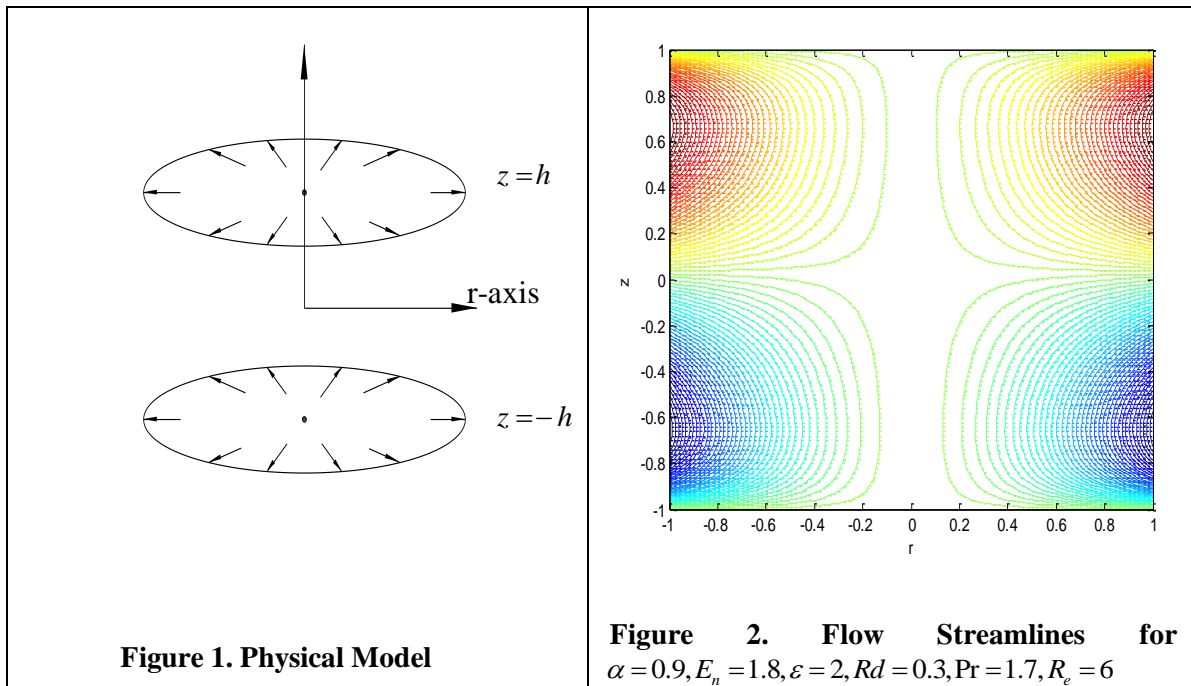 z = h
r-axis
z = −h
Figure 1. Physical Model
1
0.8
0.6
0.4
0.2
0
-0.2
-0.4
-0.6
-0.8
-1
z
-1 -0.8 -0.6 -0.4 -0.2 0 0.2 0.4 0.6 0.8 1
r
Figure 2. Flow Streamlines for
α = 0.9, Eₙ = 1.8, ε = 2, Rd = 0.3, Pr = 1.7, Rₑ = 6